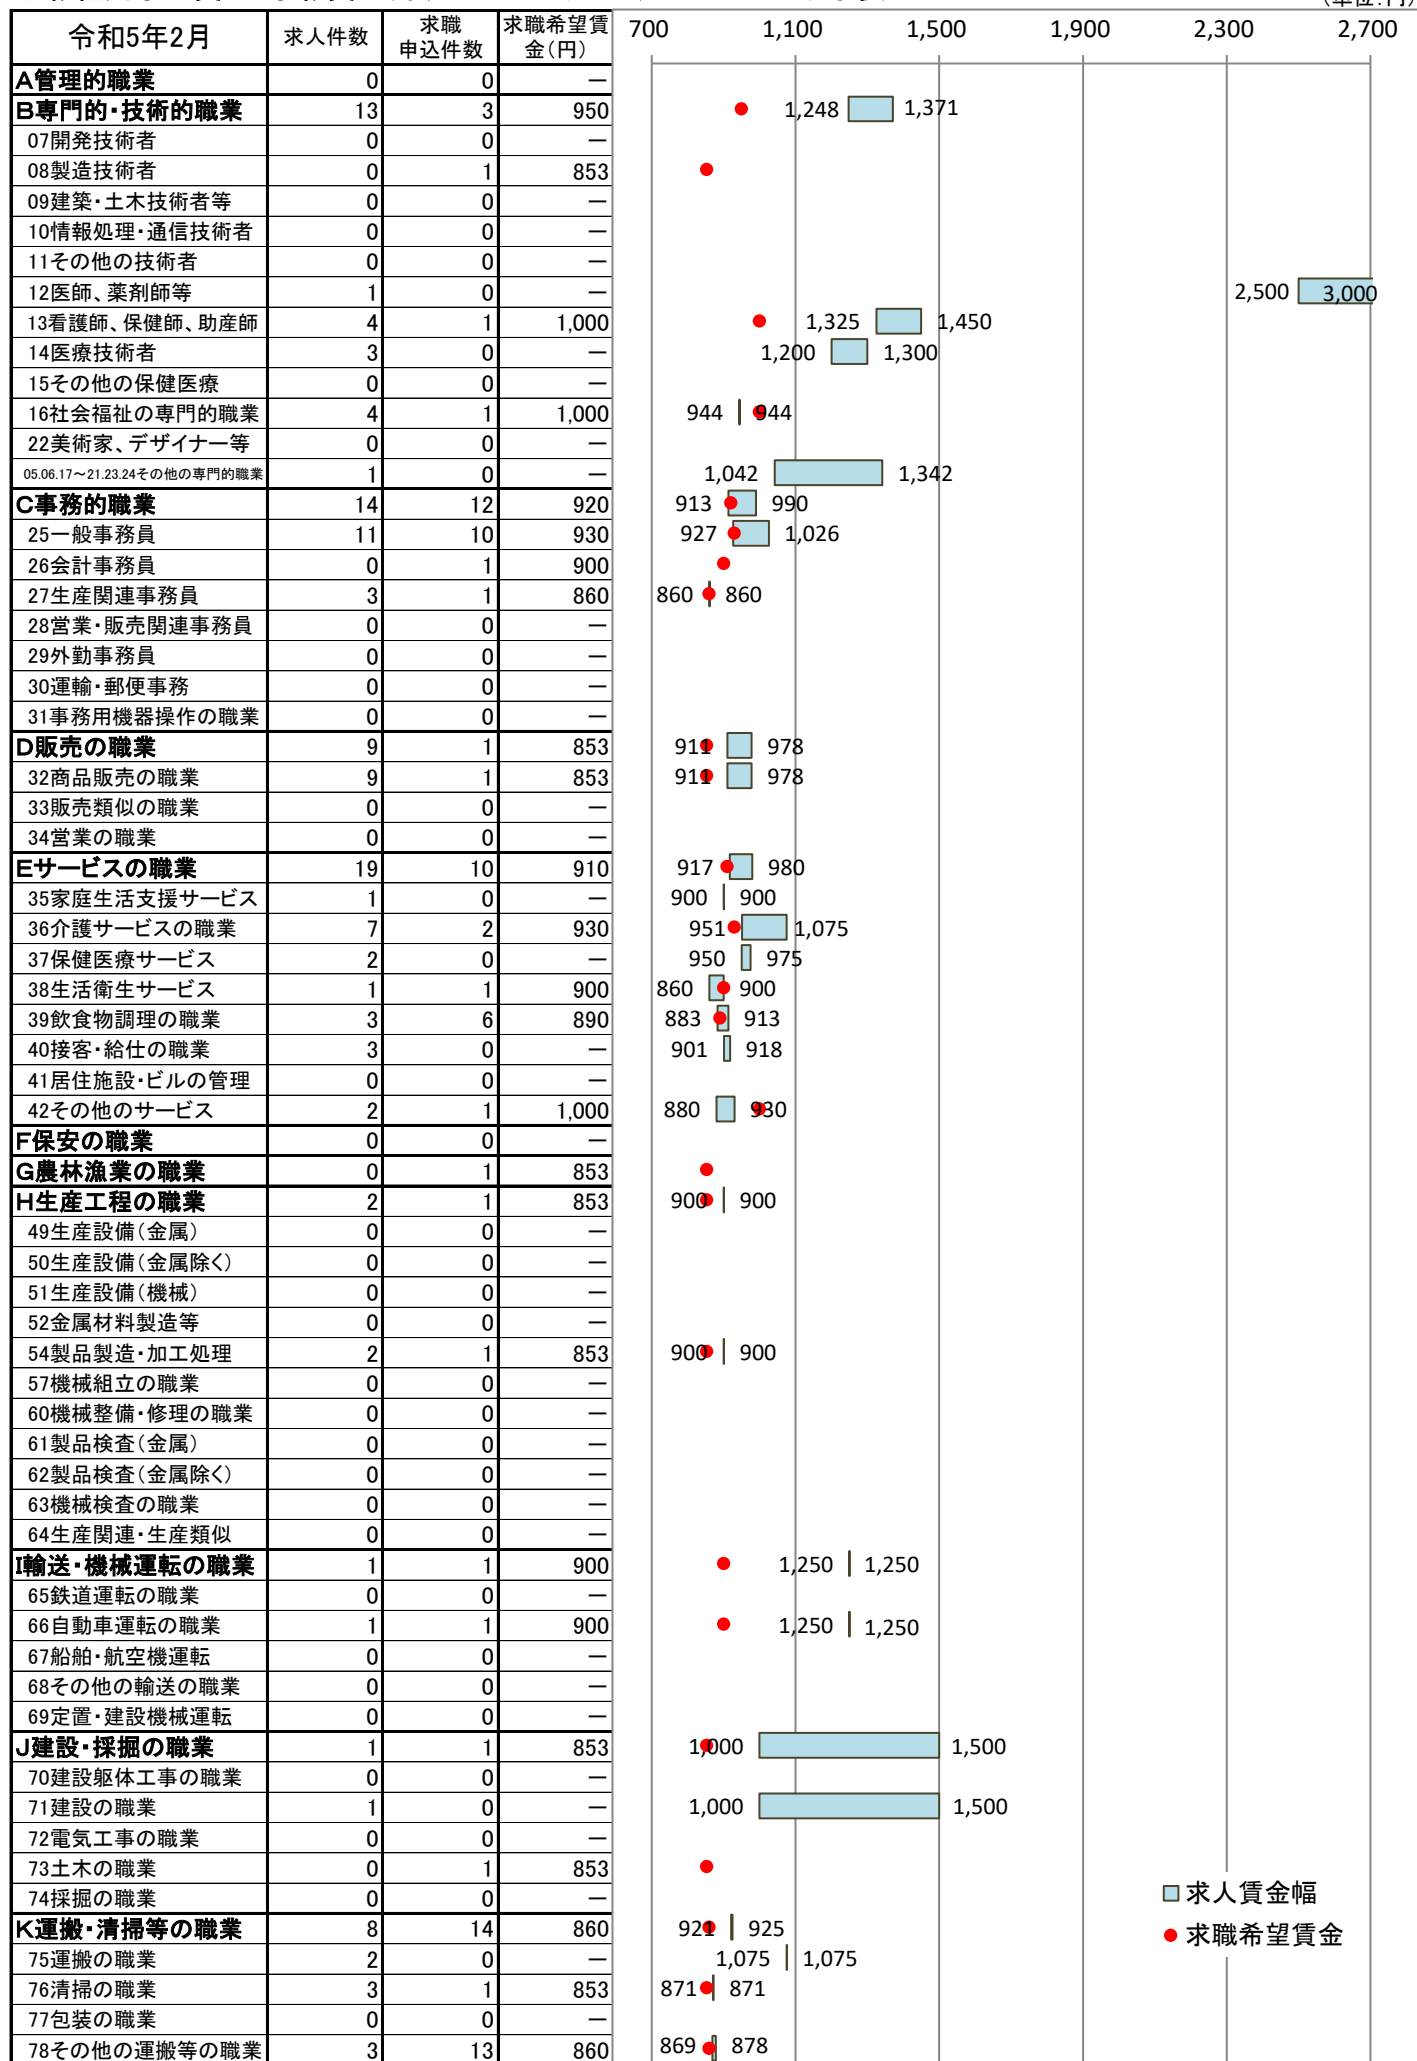 (単位:円)
令和5年2月 求人件数 求職申込件数 求職希望賃金(円) 700 1,100 1,500 1,900 2,300 2,700
A管理的職業 0 0 ―
B専門的・技術的職業 13 3 950 1,248 1,371
07開発技術者 0 0 ―
08製造技術者 0 1 853
09建築・土木技術者等 0 0 ―
10情報処理・通信技術者 0 0 ―
11その他の技術者 0 0 ―
12医師、薬剤師等 1 0 ― 2,500 3,000
13看護師、保健師、助産師 4 1 1,000 1,325 1,450
14医療技術者 3 0 ― 1,200 1,300
15その他の保健医療 0 0 ―
16社会福祉の専門的職業 4 1 1,000 944 944
22美術家、デザイナー等 0 0 ―
05.06.17~21.23.24その他の専門的職業 1 0 ― 1,042 1,342
C事務的職業 14 12 920 913 990
25一般事務員 11 10 930 927 1,026
26会計事務員 0 1 900
27生産関連事務員 3 1 860 860 860
28営業・販売関連事務員 0 0 ―
29外勤事務員 0 0 ―
30運輸・郵便事務 0 0 ―
31事務用機器操作の職業 0 0 ―
D販売の職業 9 1 853 911 978
32商品販売の職業 9 1 853 911 978
33販売類似の職業 0 0 ―
34営業の職業 0 0 ―
Eサービスの職業 19 10 910 917 980
35家庭生活支援サービス 1 0 ― 900 900
36介護サービスの職業 7 2 930 951 1,075
37保健医療サービス 2 0 ― 950 975
38生活衛生サービス 1 1 900 860 900
39飲食物調理の職業 3 6 890 883 913
40接客・給仕の職業 3 0 ― 901 918
41居住施設・ビルの管理 0 0 ―
42その他のサービス 2 1 1,000 880 930
F保安の職業 0 0 ―
G農林漁業の職業 0 1 853
H生産工程の職業 2 1 853 900 900
49生産設備(金属) 0 0 ―
50生産設備(金属除く) 0 0 ―
51生産設備(機械) 0 0 ―
52金属材料製造等 0 0 ―
54製品製造・加工処理 2 1 853 900 900
57機械組立の職業 0 0 ―
60機械整備・修理の職業 0 0 ―
61製品検査(金属) 0 0 ―
62製品検査(金属除く) 0 0 ―
63機械検査の職業 0 0 ―
64生産関連・生産類似 0 0 ―
I輸送・機械運転の職業 1 1 900 1,250 1,250
65鉄道運転の職業 0 0 ―
66自動車運転の職業 1 1 900 1,250 1,250
67船舶・航空機運転 0 0 ―
68その他の輸送の職業 0 0 ―
69定置・建設機械運転 0 0 ―
J建設・採掘の職業 1 1 853 1,000 1,500
70建設躯体工事の職業 0 0 ―
71建設の職業 1 0 ― 1,000 1,500
72電気工事の職業 0 0 ―
73土木の職業 0 1 853
74採掘の職業 0 0 ―
求人賃金幅
K運搬・清掃等の職業 8 14 860 921 925
求職希望賃金
75運搬の職業 2 0 ― 1,075 1,075
76清掃の職業 3 1 853 871 871
77包装の職業 0 0 ―
78その他の運搬等の職業 3 13 860 869 878